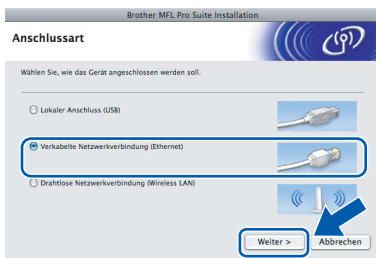 Brother MFL Pro Suite Installation
Anschlussart
Wählen Sie, wie das Gerät angeschlossen werden soll.
Lokaler Anschluss (USB)
Verkabelte Netzwerkverbindung (Ethernet)
Drahtlose Netzwerkverbindung (Wireless LAN)
Weiter > Abbrechen